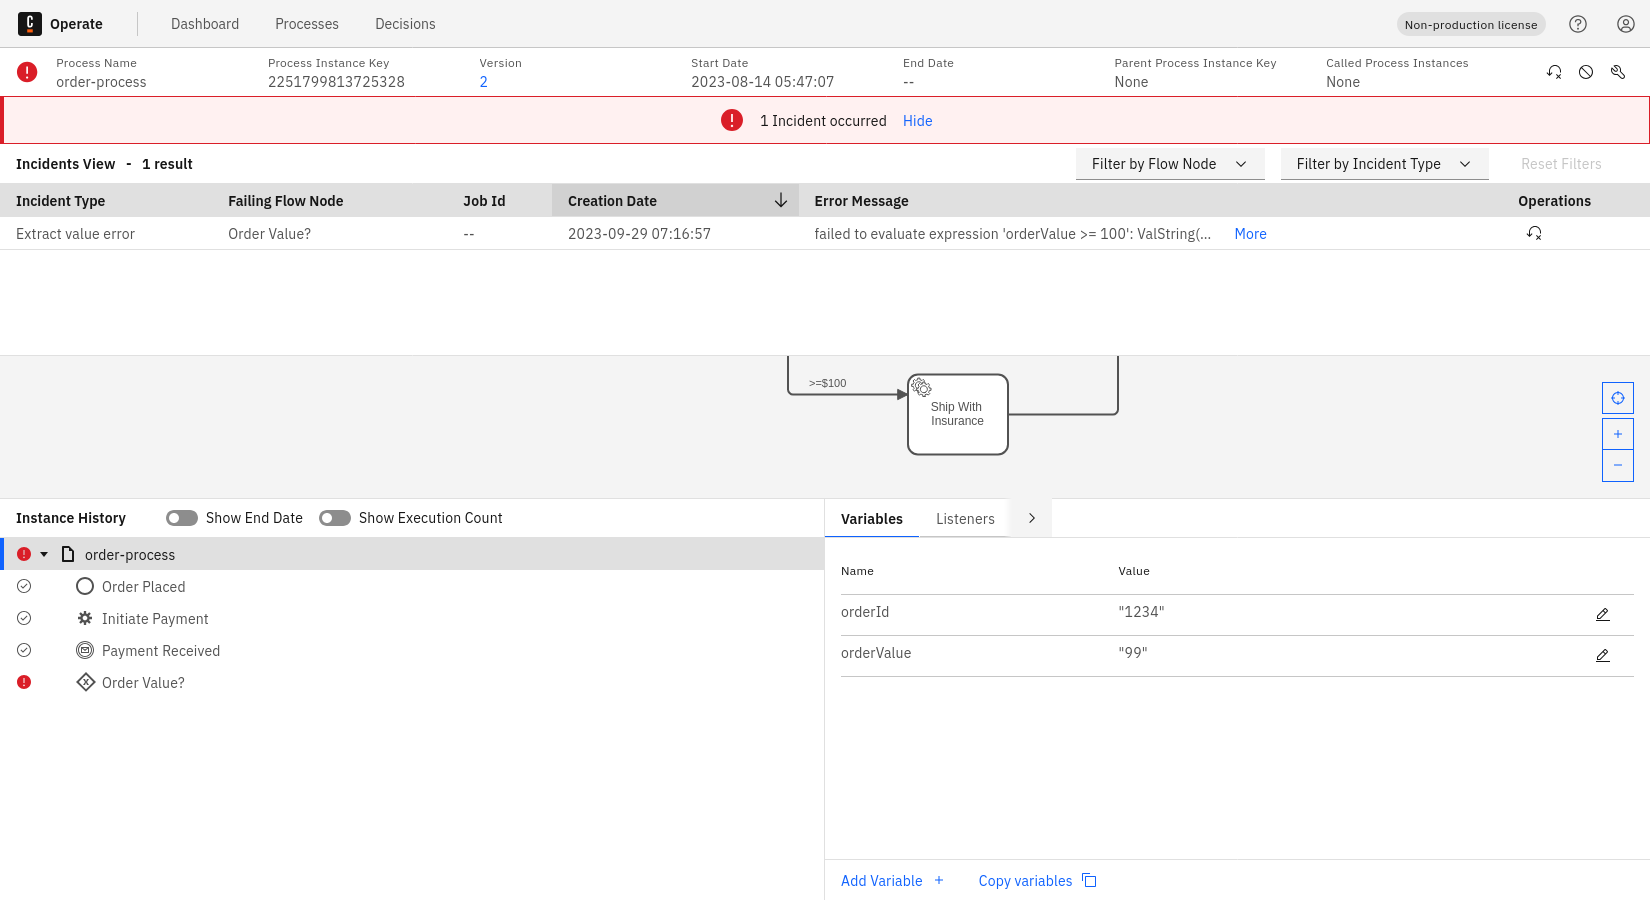 Operate Dashboard Processes Decisions Non-production license
Process Name Process Instance Key Version Start Date End Date Parent Process Instance Key Called Process Instances
order-process 2251799813725328 2 2023-08-14 05:47:07 -- None None
1 Incident occurred Hide
Incidents View - 1 result Filter by Flow Node Filter by Incident Type Reset Filters
Incident Type Failing Flow Node Job Id Creation Date Error Message Operations
Extract value error Order Value? -- 2023-09-29 07:16:57 failed to evaluate expression 'orderValue >= 100': ValString(... More
>=$100
Ship With
Insurance
Instance History Show End Date Show Execution Count
order-process
Order Placed
Initiate Payment
Payment Received
Order Value?
Variables Listeners
Name Value
orderId "1234"
orderValue "99"
Add Variable + Copy variables